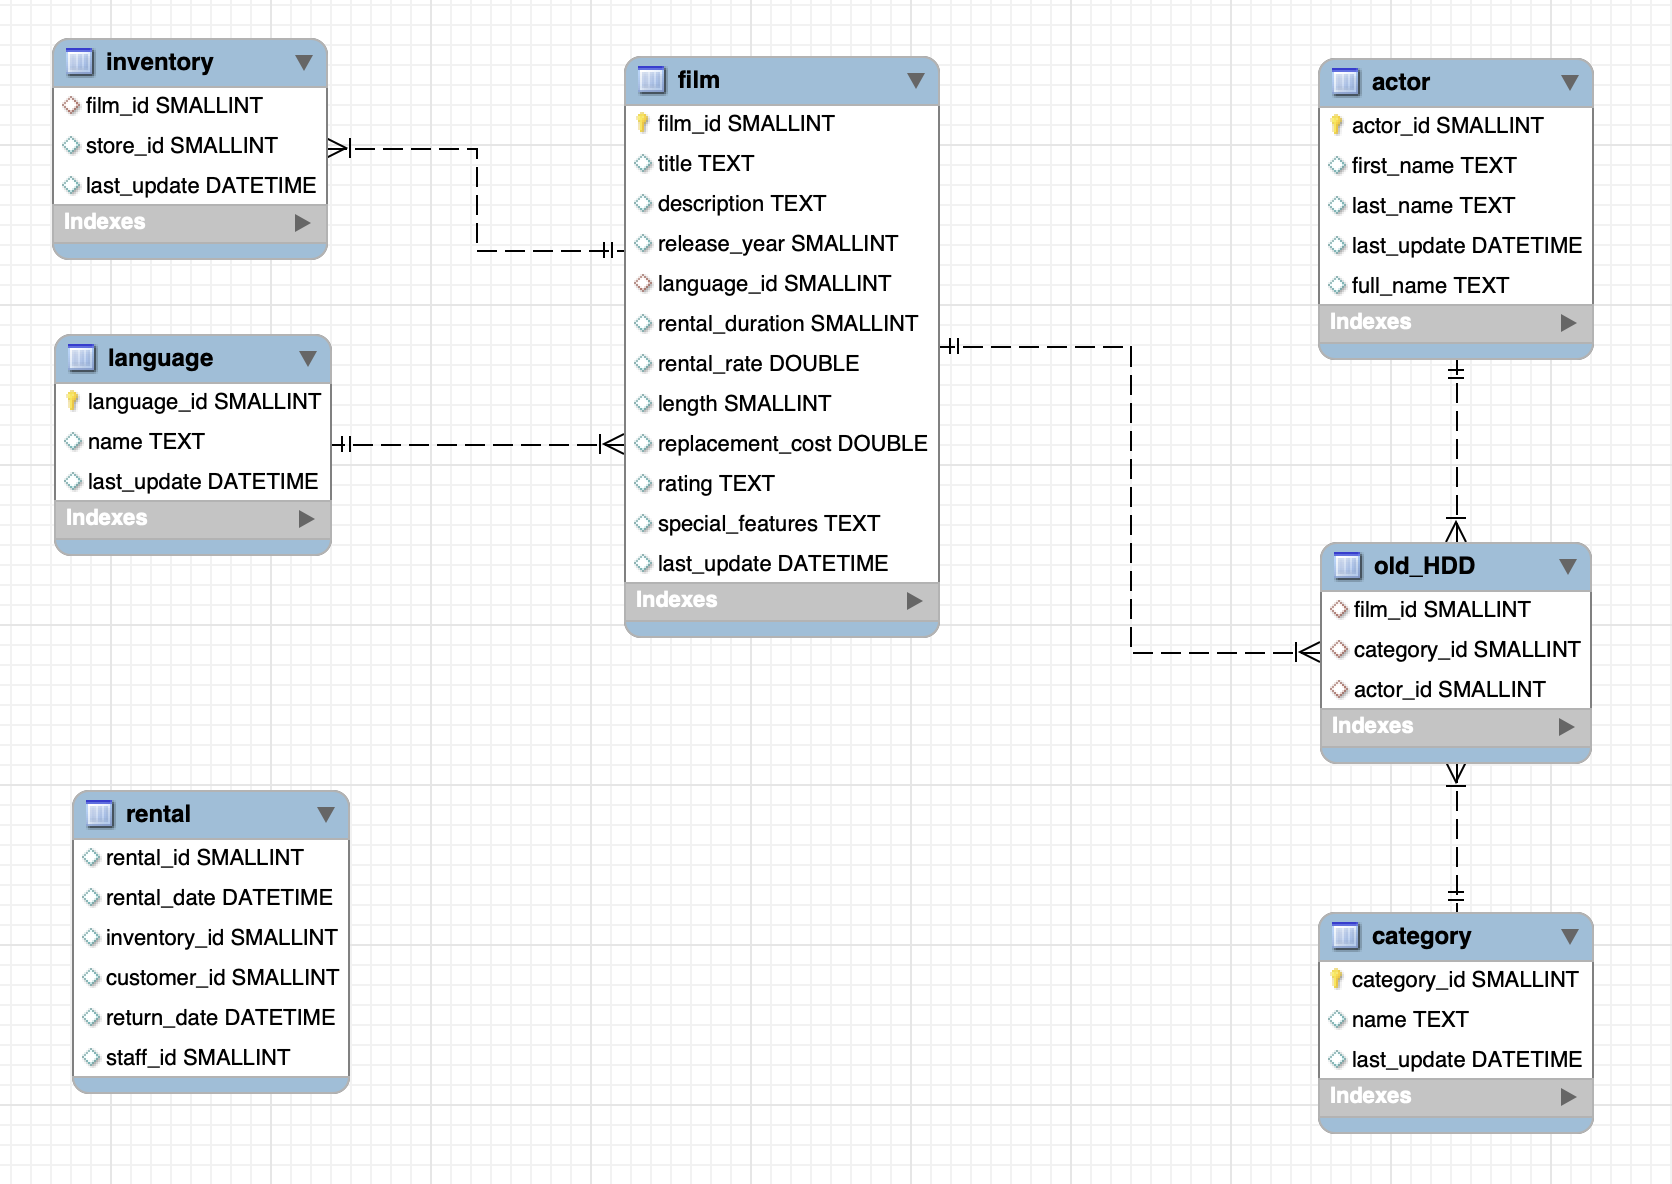 inventory
film_id SMALLINT
store_id SMALLINT
last_update DATETIME
Indexes
language
language_id SMALLINT
name TEXT
last_update DATETIME
Indexes
rental
rental_id SMALLINT
rental_date DATETIME
inventory_id SMALLINT
customer_id SMALLINT
return_date DATETIME
staff_id SMALLINT
film
film_id SMALLINT
title TEXT
description TEXT
release_year SMALLINT
language_id SMALLINT
rental_duration SMALLINT
rental_rate DOUBLE
length SMALLINT
replacement_cost DOUBLE
rating TEXT
special_features TEXT
last_update DATETIME
Indexes
actor
actor_id SMALLINT
first_name TEXT
last_name TEXT
last_update DATETIME
full_name TEXT
Indexes
old_HDD
film_id SMALLINT
category_id SMALLINT
actor_id SMALLINT
Indexes
category
category_id SMALLINT
name TEXT
last_update DATETIME
Indexes